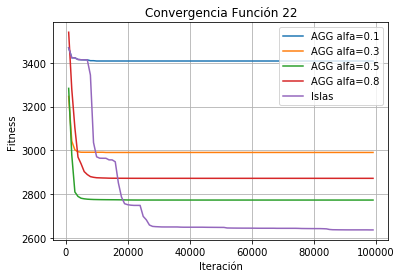 Convergencia Función 22
Fitness
3400
3200
3000
2800
2600
AGG alfa=0.1
AGG alfa=0.3
AGG alfa=0.5
AGG alfa=0.8
Islas
0
20000
40000
60000
80000
100000
Iteración